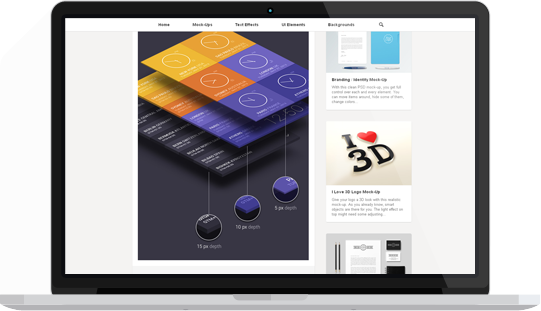 Home
Mock-Ups
Text Effects
UI Elements
Backgrounds
5 px depth
10 px depth
15 px depth
Branding - Identity Mock-Up
With this clean PSD mock-up, you get full
control over each and every element. You
can move items around, hide some of them,
change colors...
I
3D
I Love 3D Logo Mock-Up
Give your logo a 3D look with this realistic
mock-up. As you already know, smart
objects are there for you. The light effect on
top might need some adjusting...